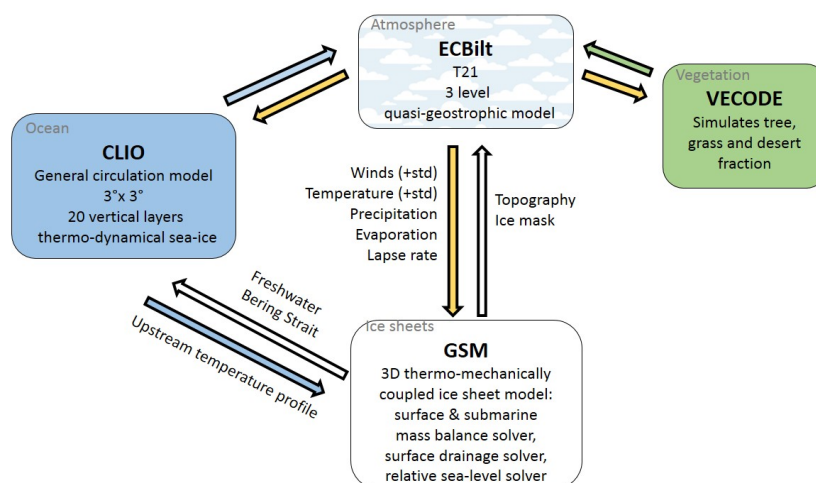 Atmosphere
ECBilt
T21
3 level
quasi-geostrophic model
Vegetation
VECODE
Simulates tree,
grass and desert
fraction
Ocean
CLIO
General circulation model
3°x 3°
20 vertical layers
thermo-dynamical sea-ice
Winds (+std)
Temperature (+std)
Precipitation
Evaporation
Lapse rate
Topography
Ice mask
Freshwater
Bering Strait
Upstream temperature profile
Ice sheets
GSM
3D thermo-mechanically
coupled ice sheet model:
surface & submarine
mass balance solver,
surface drainage solver,
relative sea-level solver